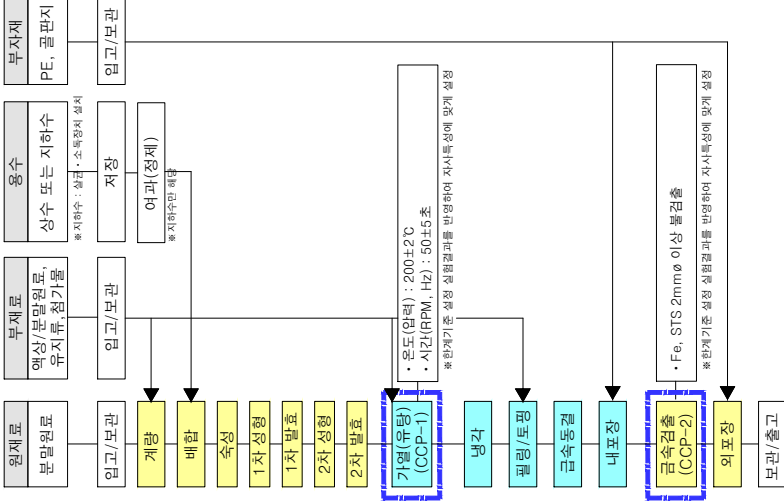 원재료
분말원료
입고/보관
계량
배합
숙성
1차 성형
1차 발효
2차 성형
2차 발효
가열(유탕)
(CCP-1)
냉각
필링/토핑
급속동결
내포장
금속검출
(CCP-2)
외포장
보관/출고
부재료
액상/분말원료,
유지류,첨가물
입고/보관
• 온도(압력) : 200±2℃
• 시간(RPM, Hz) : 50±5초
※한계기준 설정 실험결과를 반영하여 자사특성에 맞게 설정
• Fe, STS 2mmø 이상 불검출
※한계기준 설정 실험결과를 반영하여 자사특성에 맞게 설정
용수
상수 또는 지하수
※지하수 : 살균・소독장치 설치
저장
여과(정제)
※지하수만 해당
부자재
PE, 골판지
입고/보관